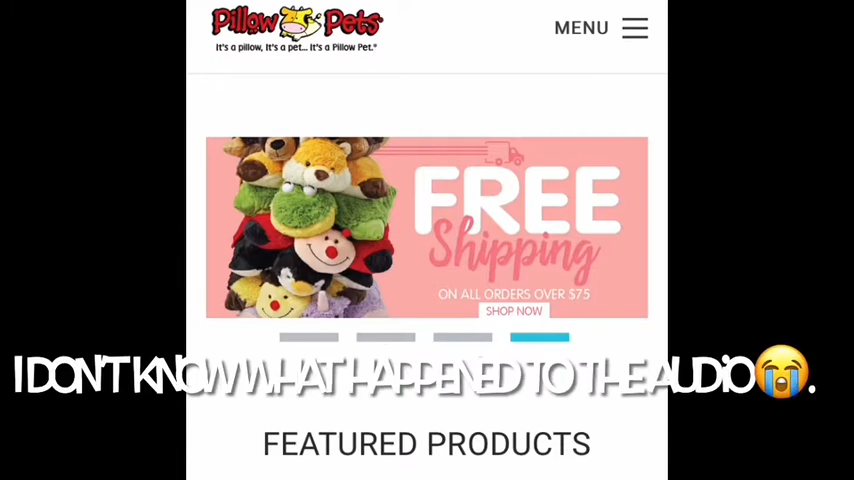 Pillow Pets
It's a pillow, It's a pet... It's a Pillow Pet.®
MENU
FREE
Shipping
ON ALL ORDERS OVER $75
SHOP NOW
I DON'T KNOW WHAT HAPPENED TO THE AUDIO😭.
FEATURED PRODUCTS